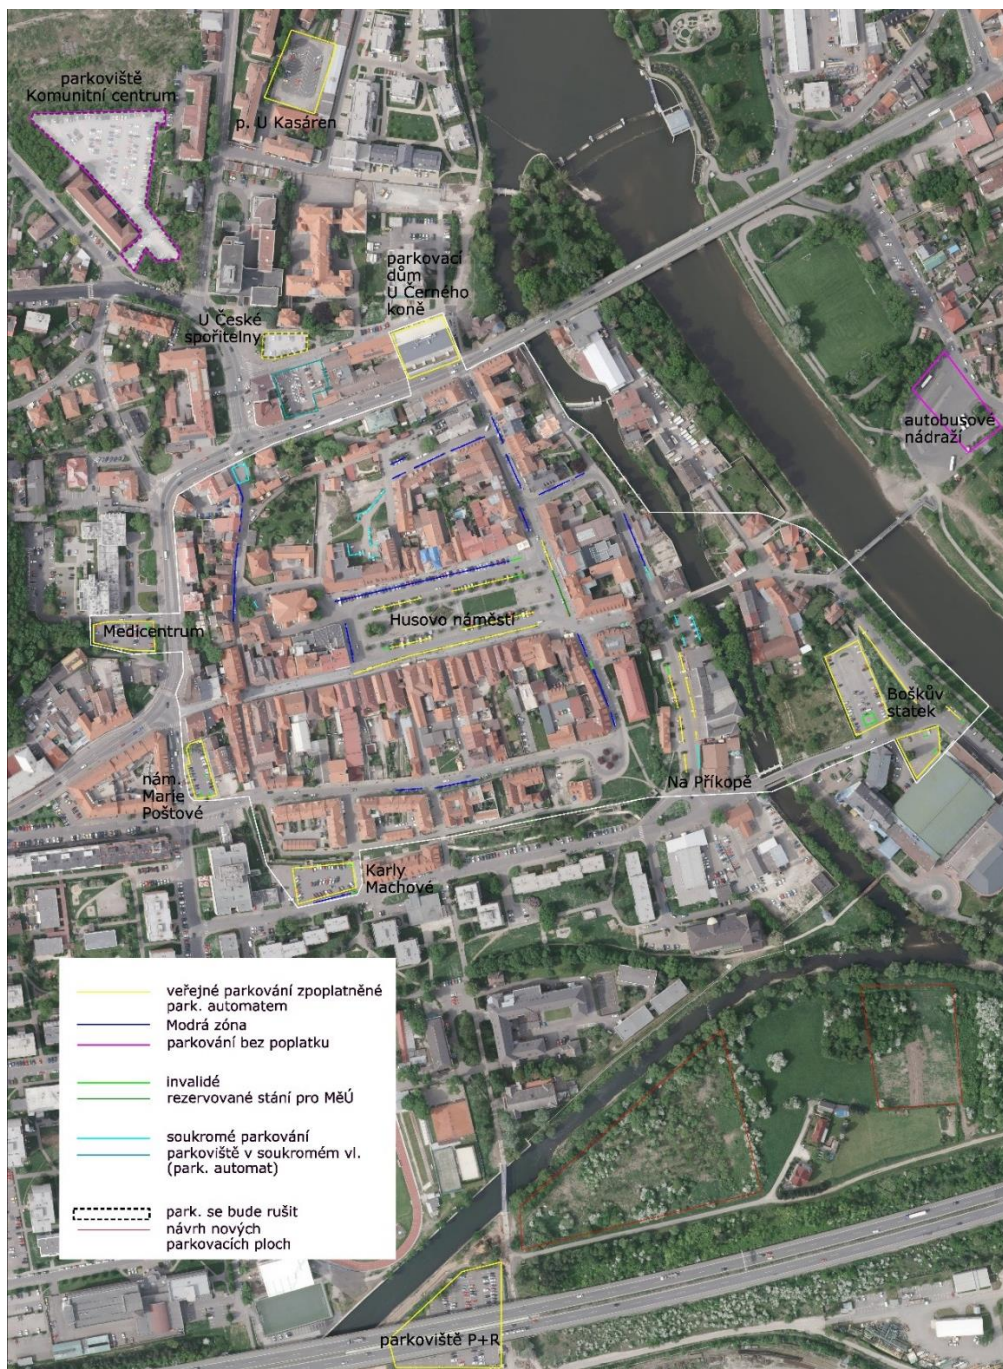 parkoviště
Komunitní centrum
p. U Kasáren
parkovací
dům
U Černého
koně
U České
spořitelny
autobusové
nádraží
Husovo náměstí
Medicentrum
Boškův
statek
nám.
Marie
Poštové
Na Příkopě
Karly
Machové
veřejné parkování zpoplatněné
park. automatem
Modrá zóna
parkování bez poplatku
invalidé
rezervované stání pro MěÚ
soukromé parkování
parkoviště v soukromém vl.
(park. automat)
park. se bude rušit
návrh nových
parkovacích ploch
parkoviště P+R